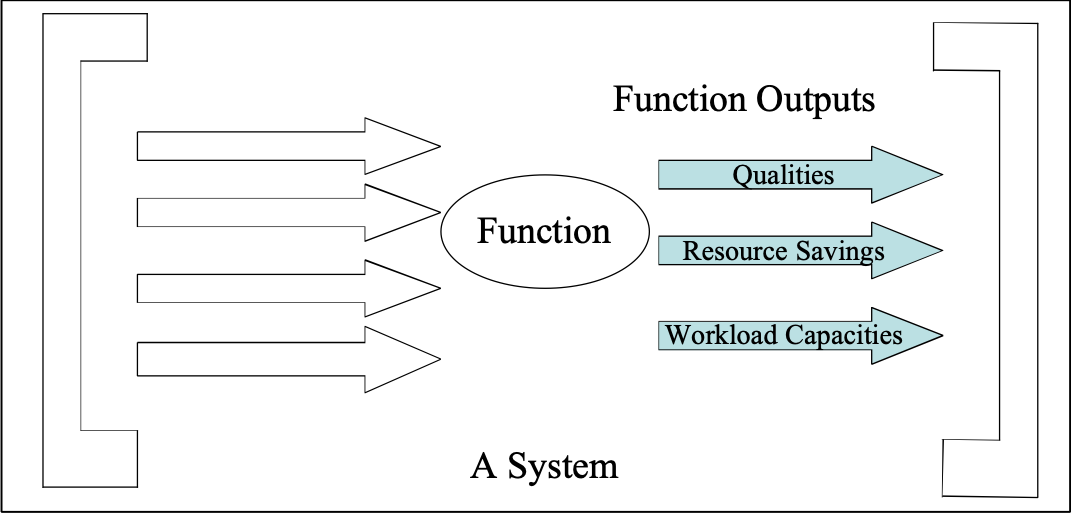 Function Outputs
Qualities
Function
Resource Savings
Workload Capacities
A System